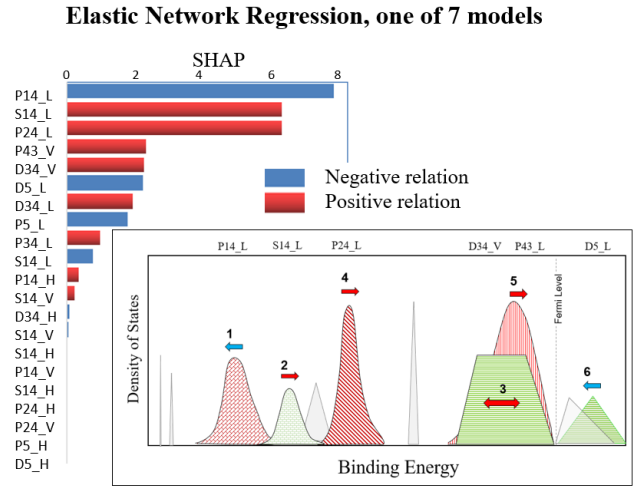 Elastic Network Regression, one of 7 models
SHAP
0 2 4 6 8
P14_L
S14_L
P24_L
P43_V
D34_V
D5_L
D34_L
P5_L
P34_L
S14_L
P14_H
S14_V
D34_H
S14_V
S14_H
P14_V
S14_H
P24_H
P24_V
P5_H
D5_H
Negative relation
Positive relation
P14_L S14_L P24_L D34_V P43_L D5_L
Density of States
1
2
4
3
5
6
Fermi Level
Binding Energy